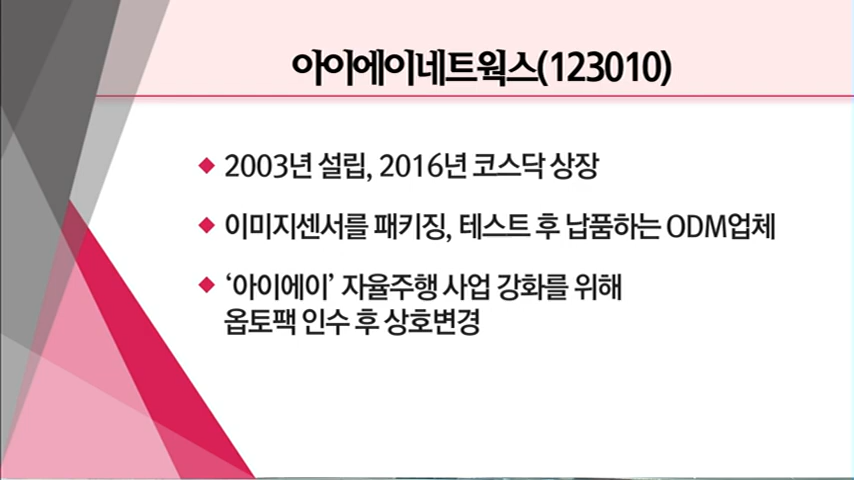 아이에이네트웍스(123010)
◆ 2003년 설립, 2016년 코스닥 상장
◆ 이미지센서를 패키징, 테스트 후 납품하는 ODM업체
◆ ‘아이에이’ 자율주행 사업 강화를 위해
옵토팩 인수 후 상호변경